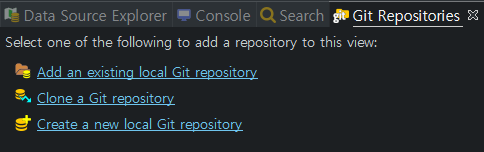 Data Source Explorer Console Search Git Repositories
Select one of the following to add a repository to this view:
Add an existing local Git repository
Clone a Git repository
Create a new local Git repository